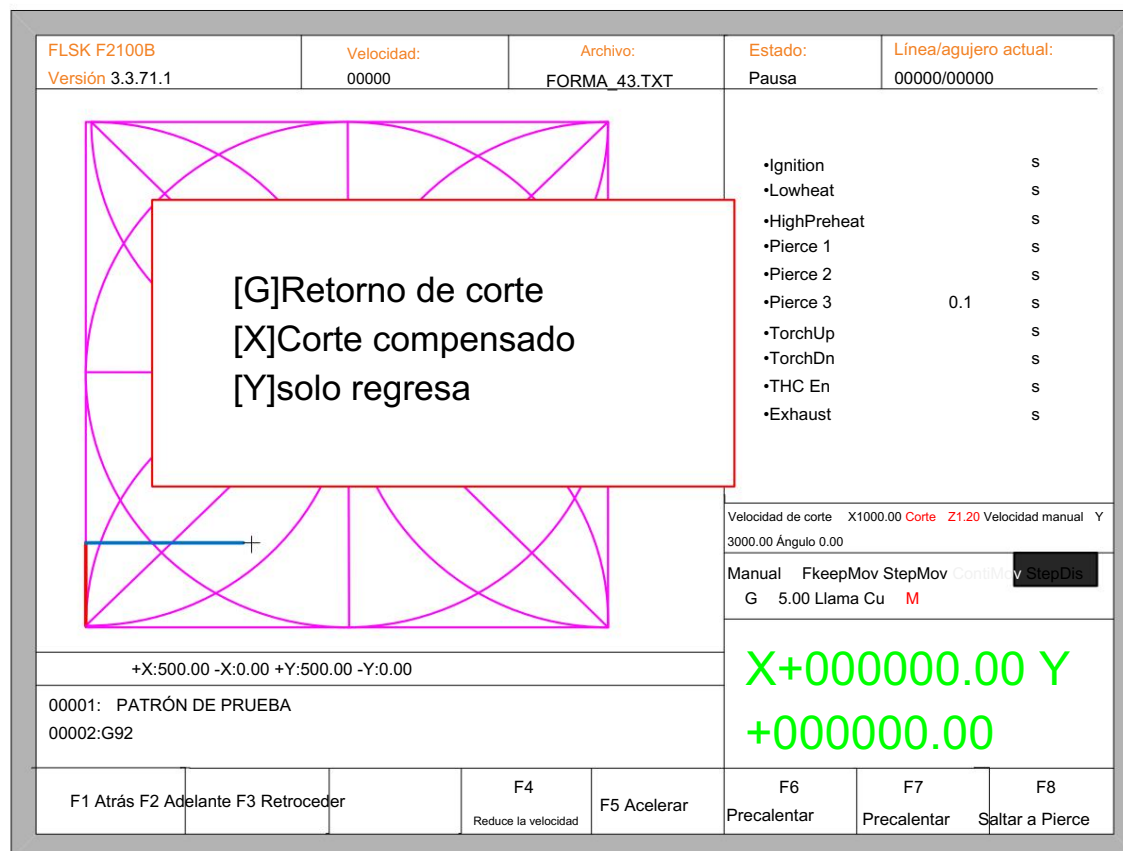 FLSK F2100B
Versión 3.3.71.1
Velocidad:
00000
Archivo:
FORMA_43.TXT
Estado:
Pausa
Línea/agujero actual:
00000/00000
[G]Retorno de corte
[X]Corte compensado
[Y]solo regresa
•Ignition s
•Lowheat s
•HighPreheat s
•Pierce 1 s
•Pierce 2 s
•Pierce 3 0.1 s
•TorchUp s
•TorchDn s
•THC En s
•Exhaust s
Velocidad de corte X1000.00 Corte Z1.20 Velocidad manual Y
3000.00 Ángulo 0.00
Manual FkeepMov StepMov ContiMov StepDis
G 5.00 Llama Cu M
+X:500.00 -X:0.00 +Y:500.00 -Y:0.00
00001: PATRÓN DE PRUEBA
00002:G92
X+000000.00 Y
+000000.00
F1 Atrás F2 Adelante F3 Retroceder
F4
Reduce la velocidad
F5 Acelerar
F6
Precalentar
F7
Precalentar
F8
Saltar a Pierce